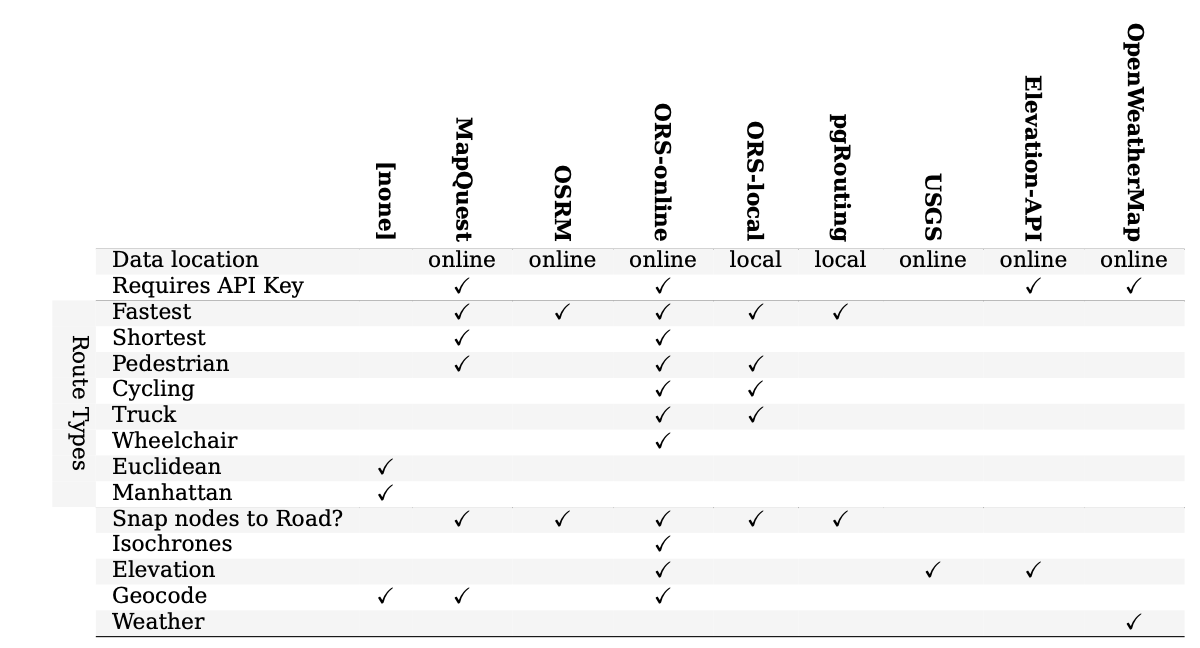 [none] MapQuest OSRM ORS-online ORS-local pgRouting USGS Elevation-API OpenWeatherMap
Data location online online online local local online online online
Requires API Key ✓ ✓ ✓ ✓
Route Types
Fastest ✓ ✓ ✓ ✓ ✓
Shortest ✓ ✓
Pedestrian ✓ ✓ ✓
Cycling ✓ ✓
Truck ✓ ✓
Wheelchair ✓
Euclidean ✓
Manhattan ✓
Snap nodes to Road? ✓ ✓ ✓ ✓ ✓
Isochrones ✓
Elevation ✓ ✓ ✓
Geocode ✓ ✓ ✓
Weather ✓